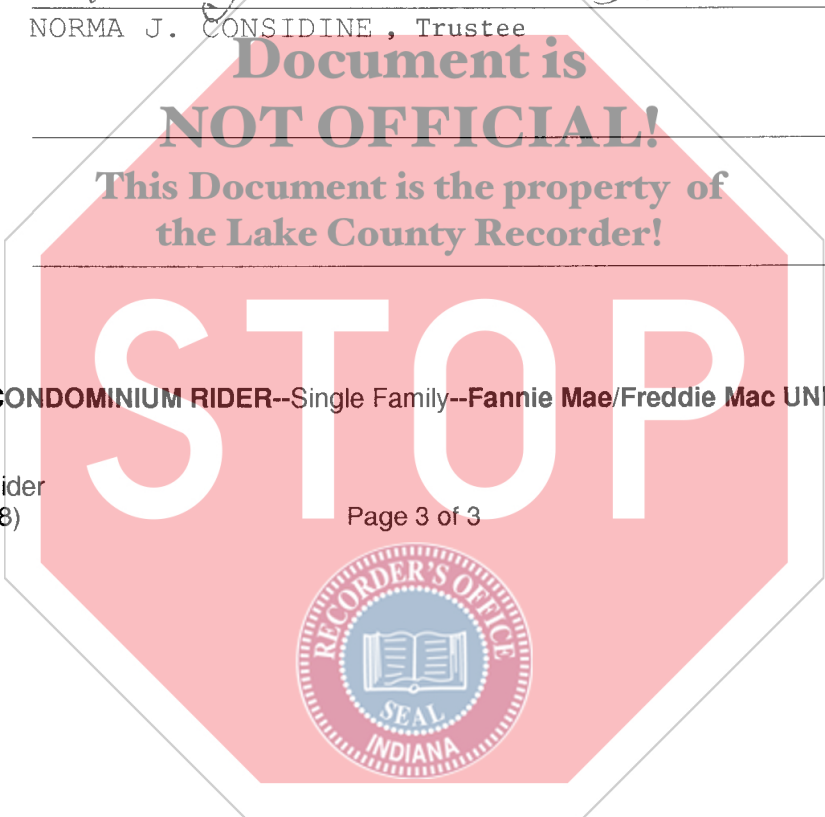 NORMA J. CONSIDINE , Trustee
Document is
NOT OFFICIAL!
This Document is the property of
the Lake County Recorder!
STOP
CONDOMINIUM RIDER--Single Family--Fannie Mae/Freddie Mac UNI
ider
8)
Page 3 of 3
RECORDER'S OFFICE
SEAL
INDIANA